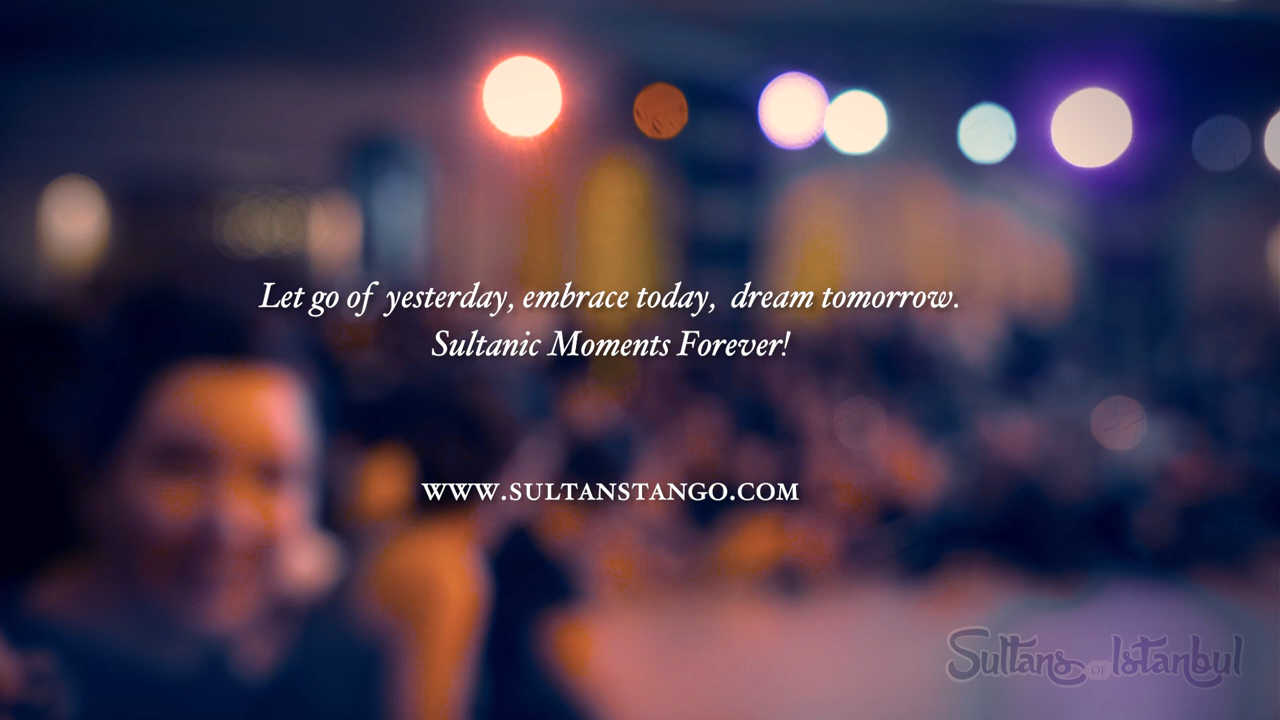 Let go of yesterday, embrace today, dream tomorrow.
Sultanic Moments Forever!
www.sultanstango.com
Sultans OF Istanbul